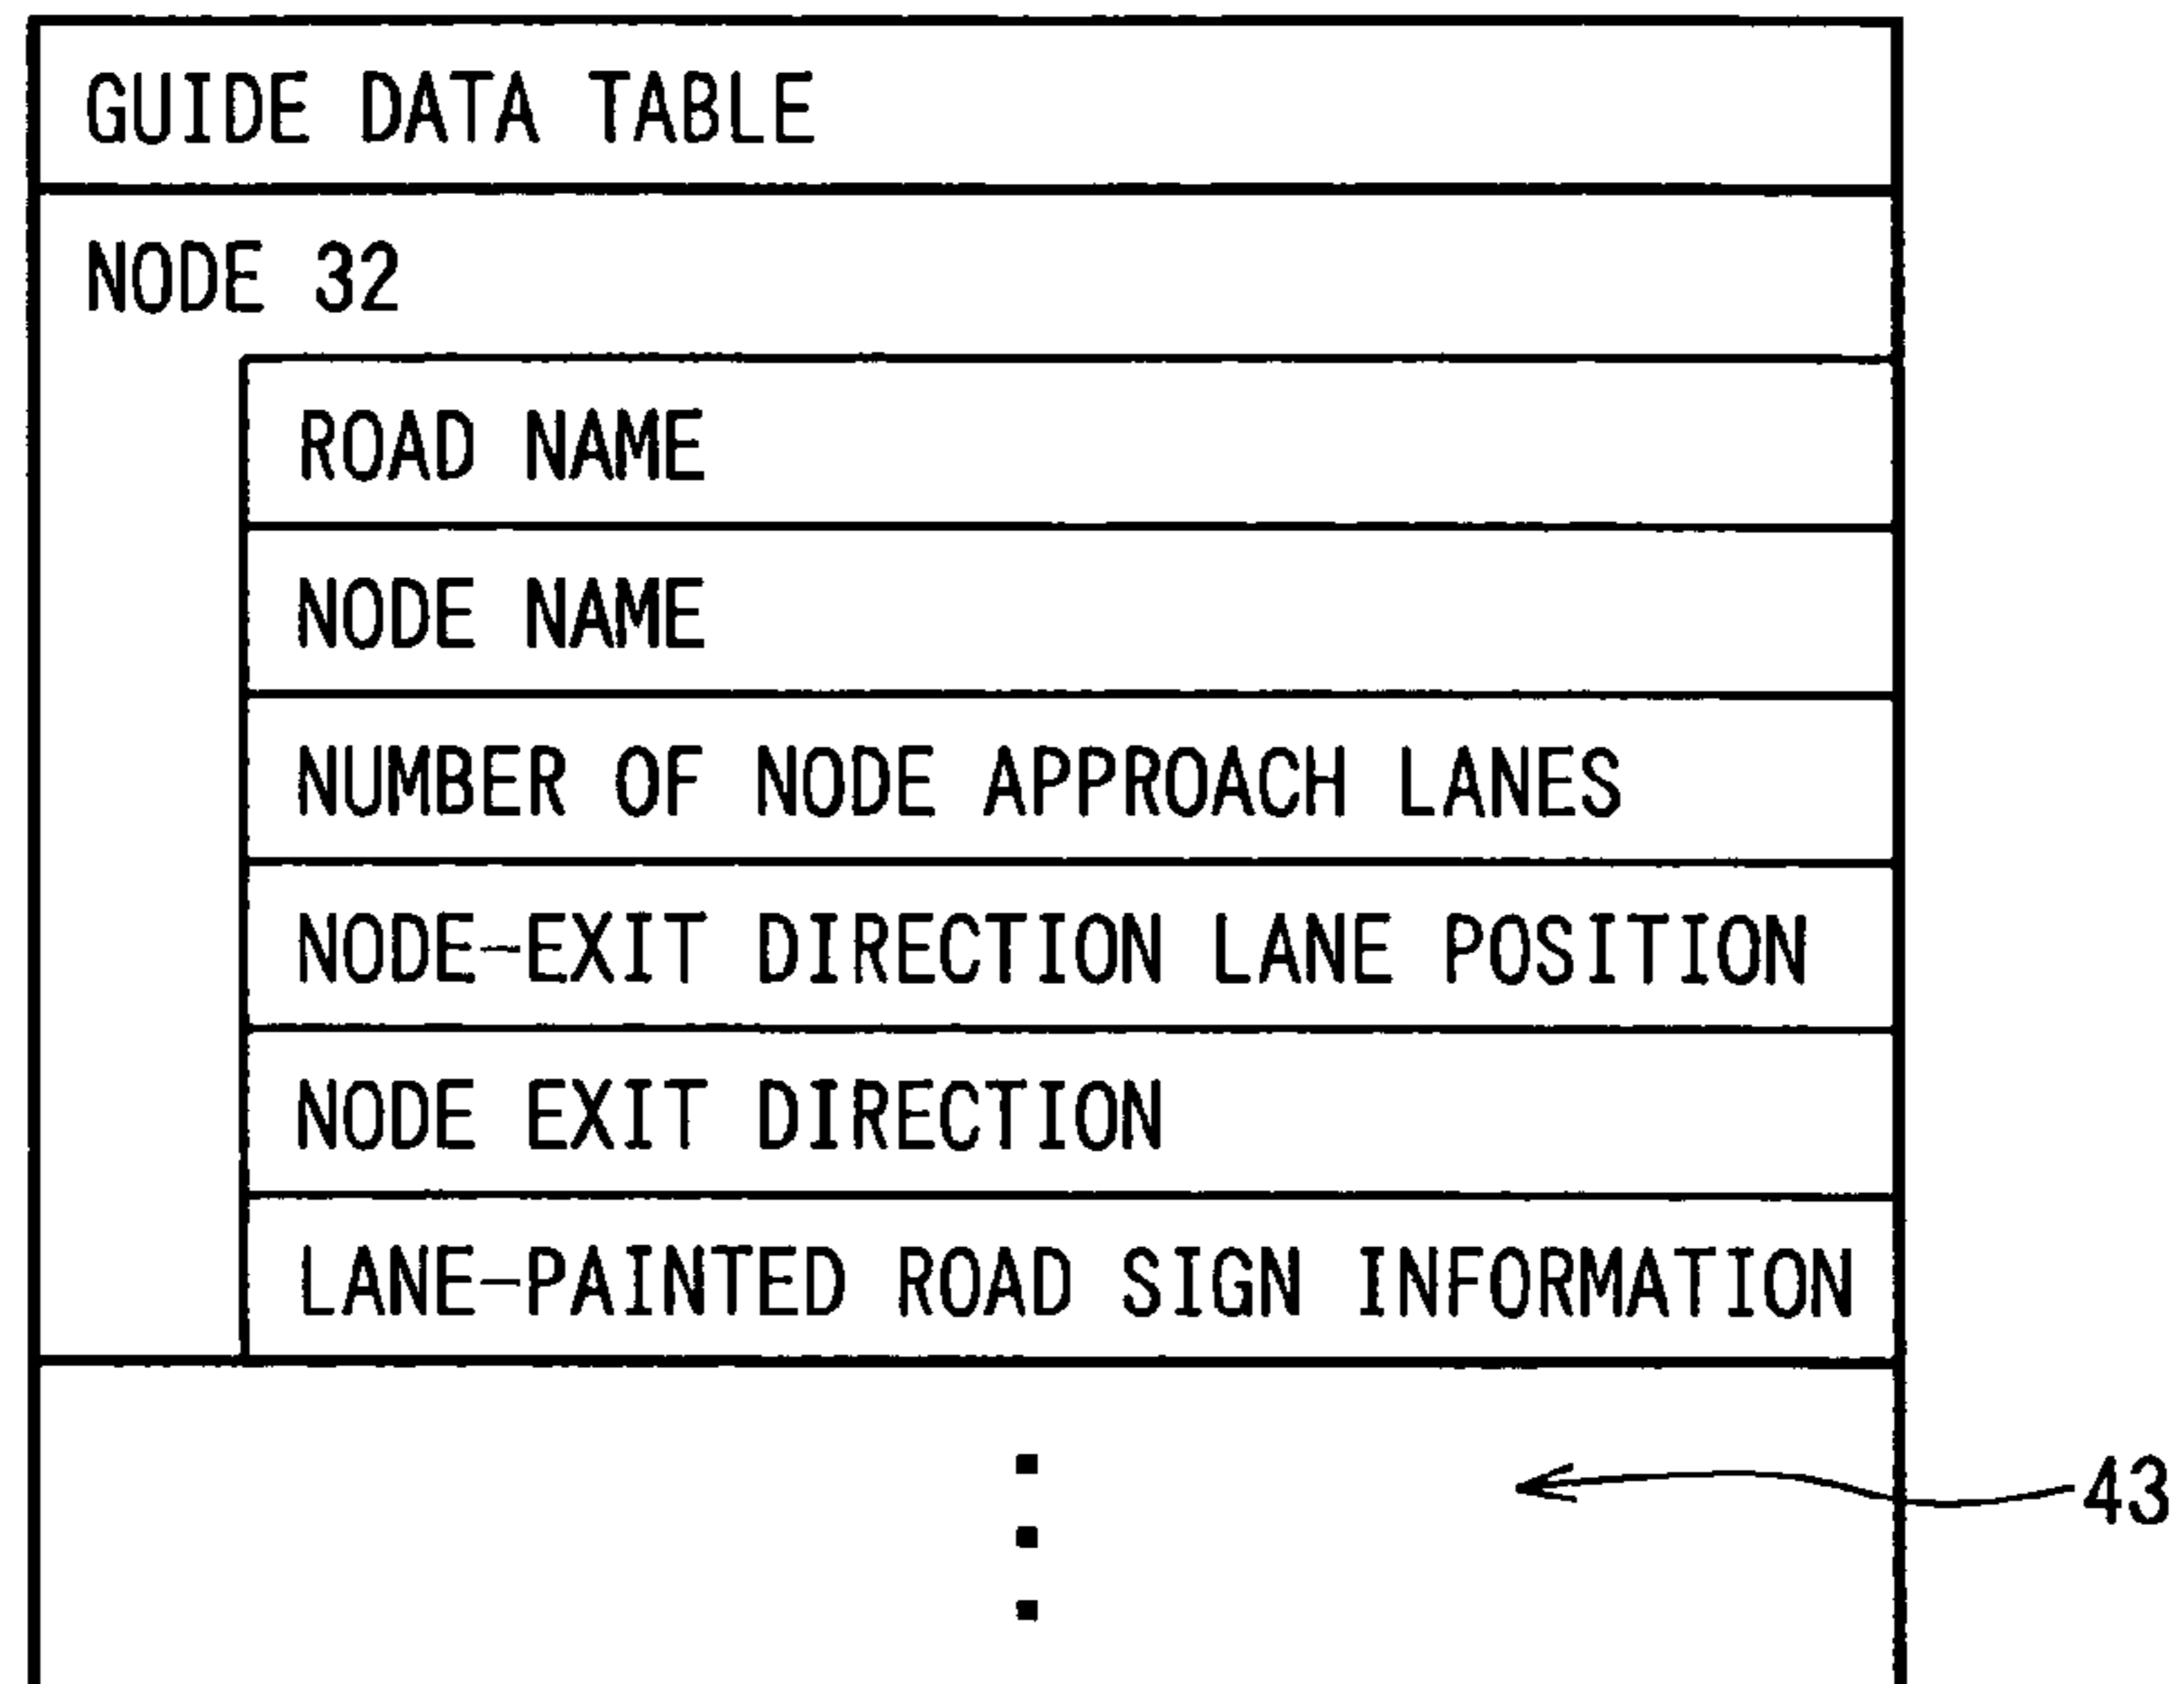 GUIDE DATA TABLE
NODE 32
ROAD NAME
NODE NAME
NUMBER OF NODE APPROACH LANES
NODE-EXIT DIRECTION LANE POSITION
NODE EXIT DIRECTION
LANE-PAINTED ROAD SIGN INFORMATION
43